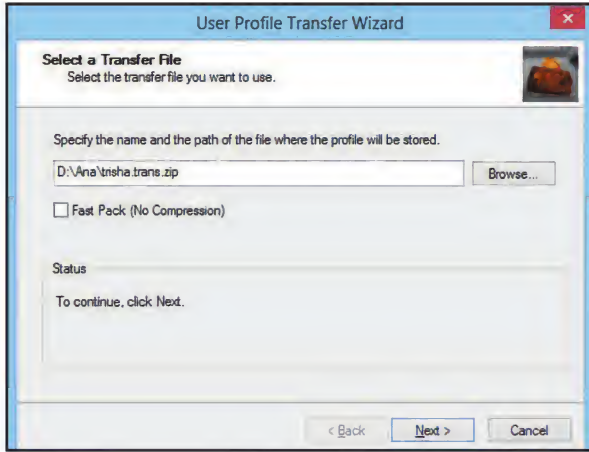 User Profile Transfer Wizard
Select a Transfer File
Select the transfer file you want to use.
Specify the name and the path of the file where the profile will be stored.
D:\Ana\trisha.trans.zip
Browse...
Fast Pack (No Compression)
Status
To continue, click Next.
< Back
Next >
Cancel